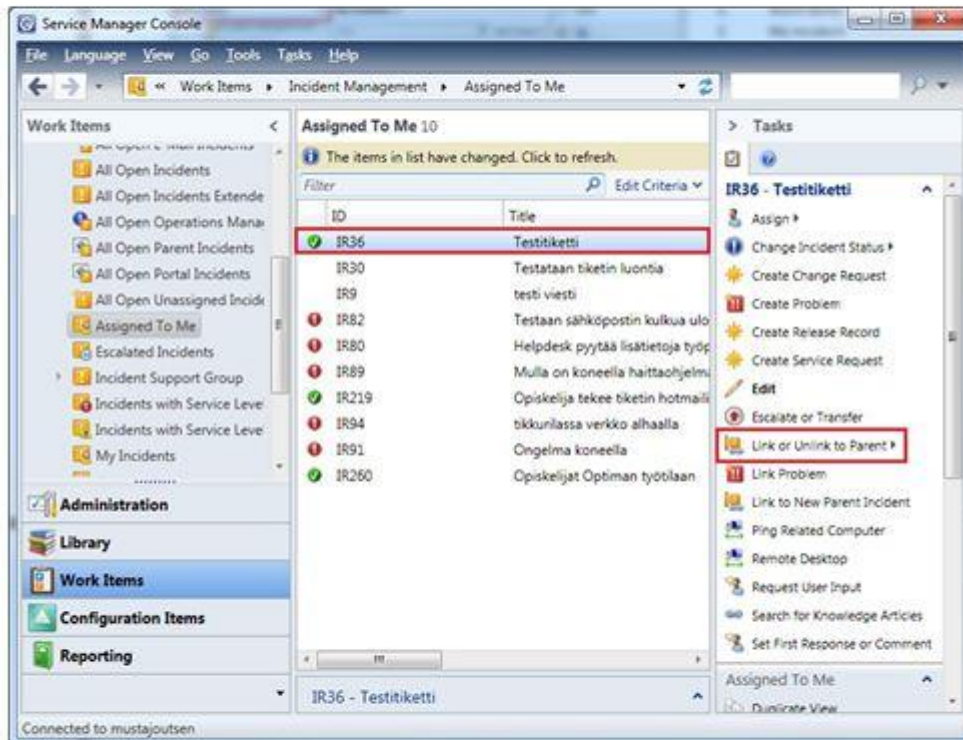 Service Manager Console
File Language View Go Tools Tasks Help
« Work Items Incident Management Assigned To Me
Work Items <
All Open E-Mail Incidents
All Open Incidents
All Open Incidents Extende
All Open Operations Mana
All Open Parent Incidents
All Open Portal Incidents
All Open Unassigned Incide
Assigned To Me
Escalated Incidents
Incident Support Group
Incidents with Service Leve
Incidents with Service Leve
My Incidents
Administration
Library
Work Items
Configuration Items
Reporting
Assigned To Me 10
The items in list have changed. Click to refresh.
Filter Edit Criteria
ID Title
IR36 Testitiketti
IR30 Testataan tiketin luontia
IR9 testi viesti
IR82 Testaan sähköpostin kulkua ulo
IR80 Helpdesk pyytää lisätietoja työp
IR89 Mulla on koneella haittaohjelma
IR219 Opiskelija tekee tiketin hotmaili
IR94 tikkurilassa verkko alhaalla
IR91 Ongelma koneella
IR260 Opiskelijat Optiman työtilaan
IR36 - Testitiketti
> Tasks
IR36 - Testitiketti
Assign
Change Incident Status
Create Change Request
Create Problem
Create Release Record
Create Service Request
Edit
Escalate or Transfer
Link or Unlink to Parent
Link Problem
Link to New Parent Incident
Ping Related Computer
Remote Desktop
Request User Input
Search for Knowledge Articles
Set First Response or Comment
Assigned To Me
Duplicate View
Connected to mustajoutsen